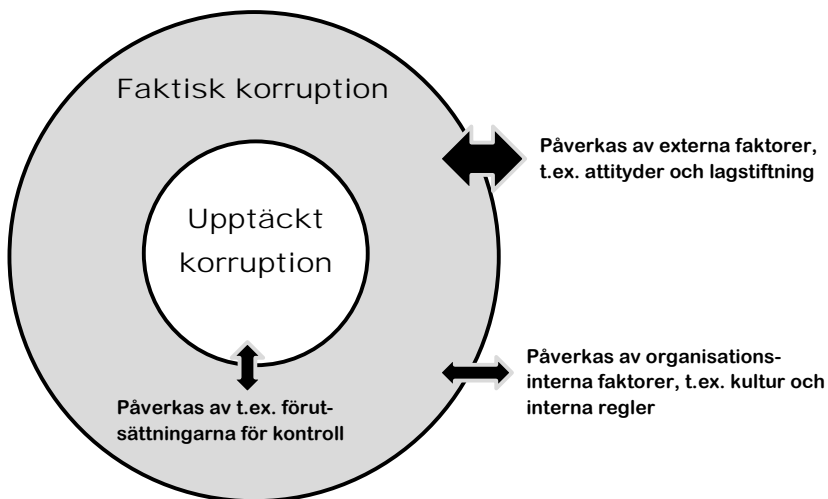 Faktisk korruption
Påverkas av externa faktorer,
t.ex. attityder och lagstiftning
Upptäckt
korruption
Påverkas av organisations-
interna faktorer, t.ex. kultur och
interna regler
Påverkas av t.ex. förut-
sättningarna för kontroll